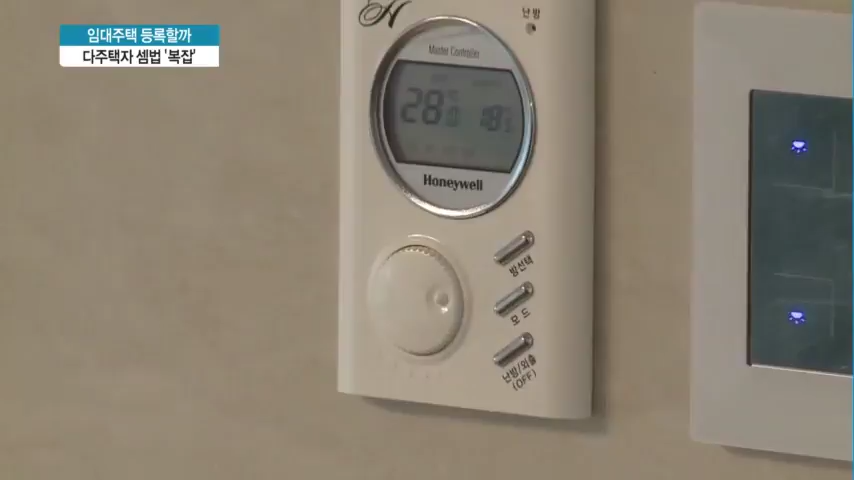 임대주택 등록할까
다주택자 셈법 '복잡'
H
난방
Master Controller
28
18.5
Honeywell
방선택
모드
난방/외출
(OFF)